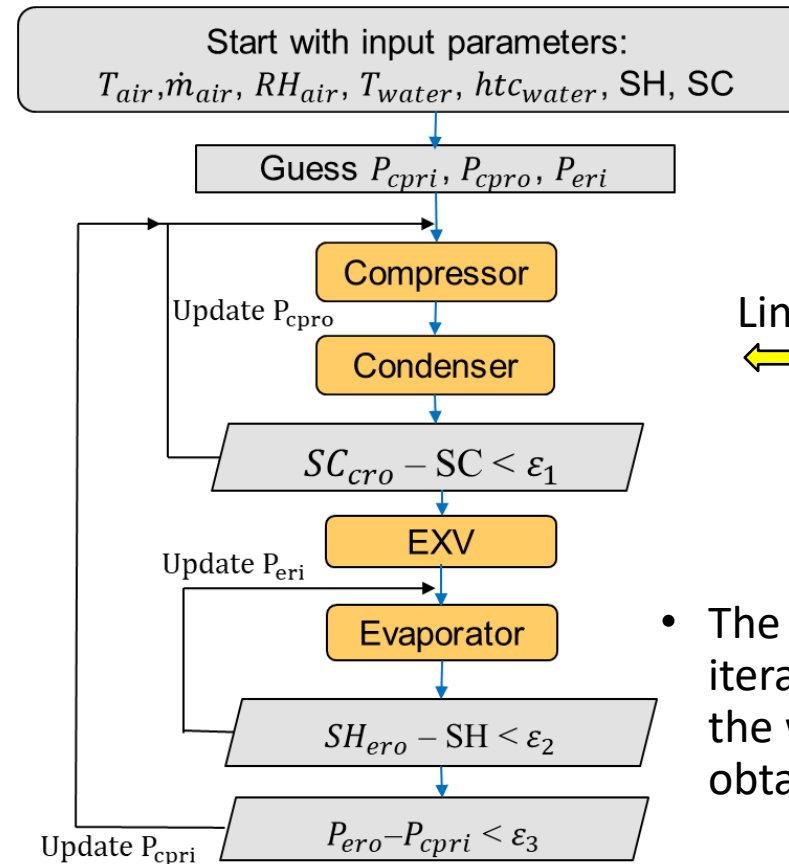 Start with input parameters:
T_air, ṁ_air, RH_air, T_water, htc_water, SH, SC
Guess P_cpri, P_cpro, P_eri
Compressor
Update P_cpro
Condenser
SC_cro – SC < ε_1
EXV
Update P_eri
Evaporator
SH_ero – SH < ε_2
P_ero–P_cpri < ε_3
Update P_cpri
Lin
• The
itera
the
obta